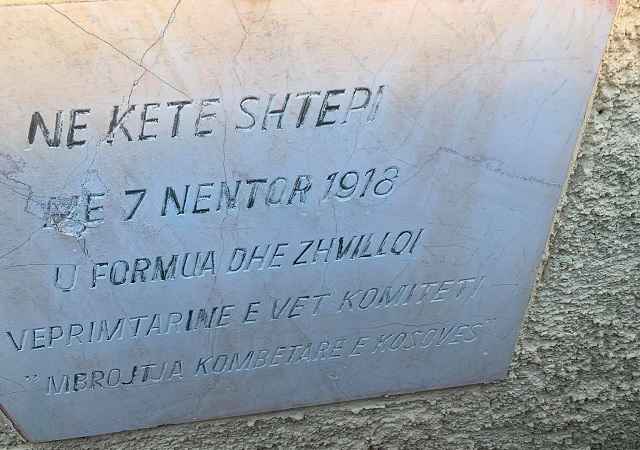 NE KETE SHTEPI
ME 7 NENTOR 1918
U FORMUA DHE ZHVILLOI
VEPRIMTARINE E VET KOMITETI
"MBROJTJA KOMBETARE E KOSOVES"